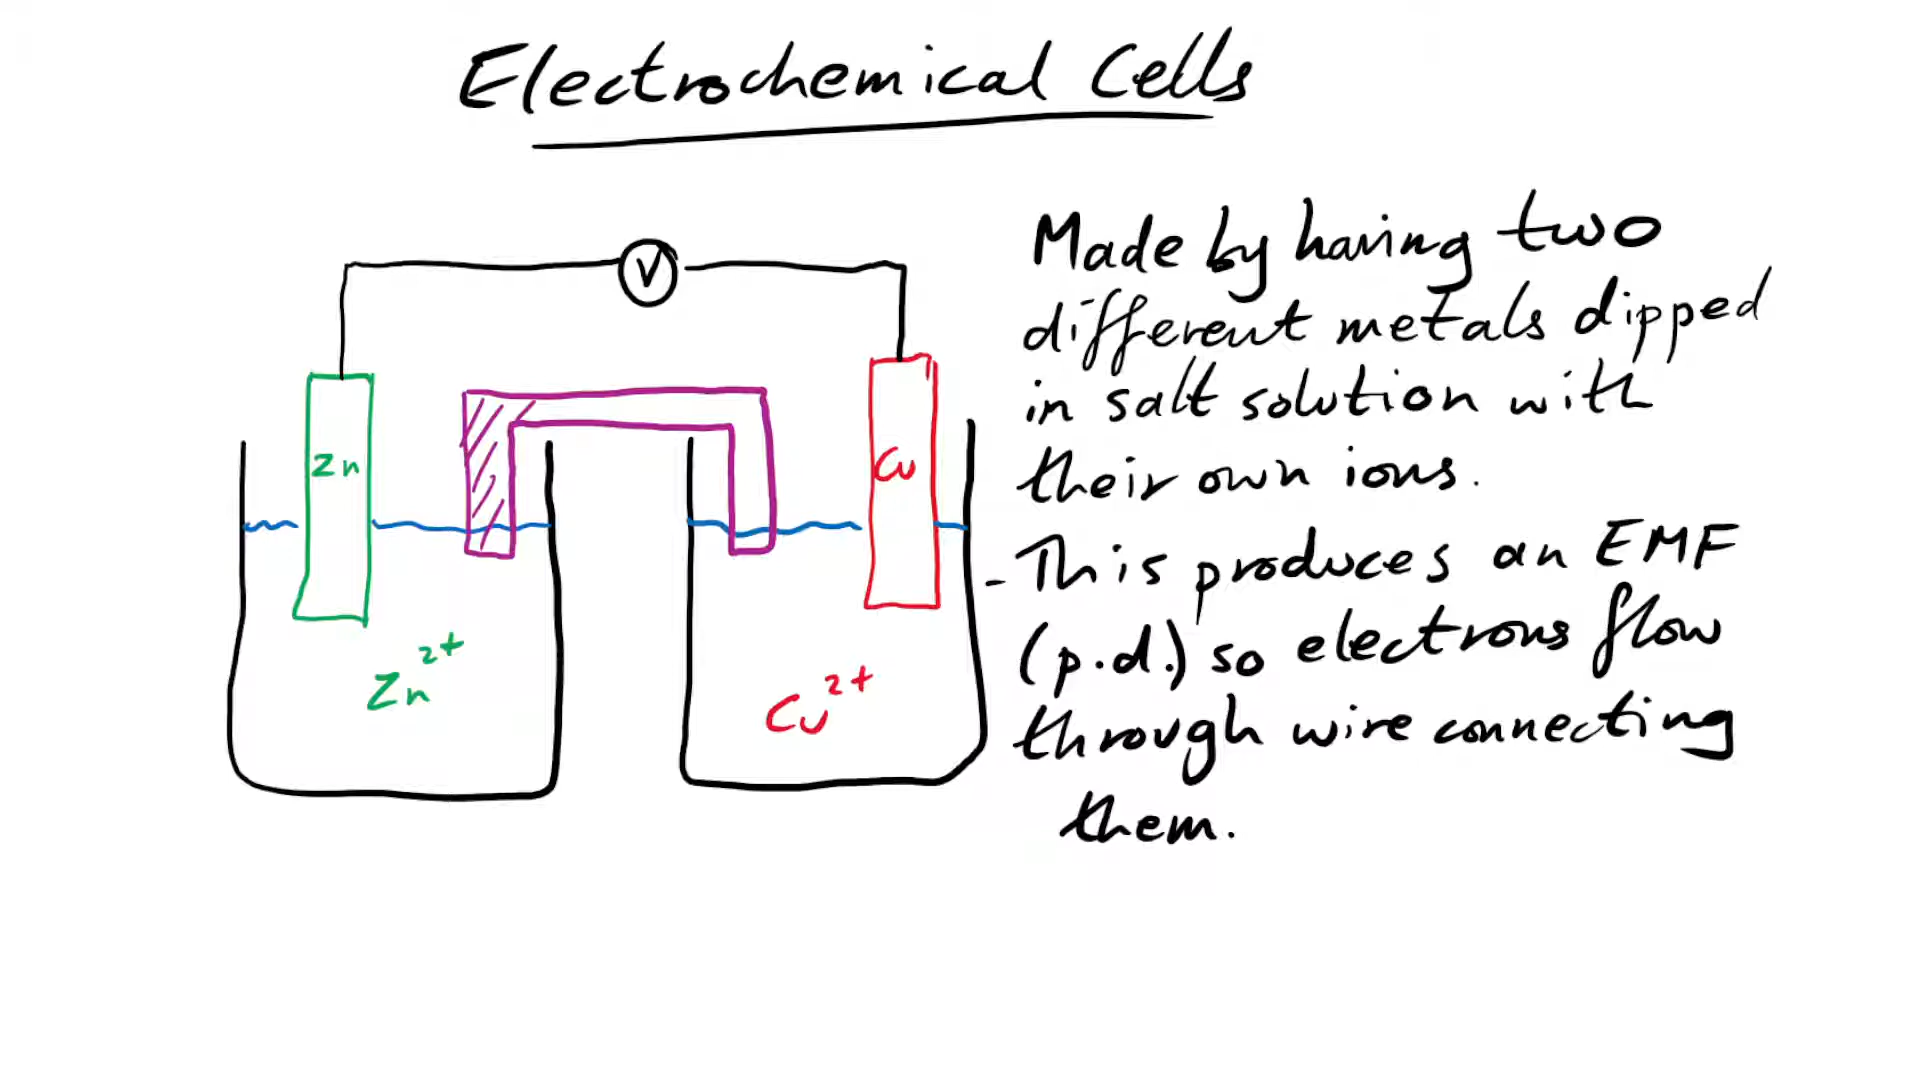 Electrochemical Cells
V
Zn
Cu
Zn²⁺
Cu²⁺
Made by having two
different metals dipped
in salt solution with
their own ions.
- This produces an EMF
(p.d.) so electrons flow
through wire connecting
them.